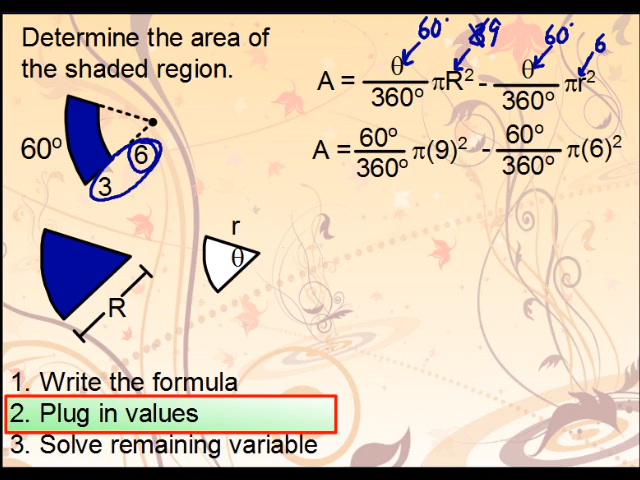 Determine the area of
the shaded region.
60°
6
3
R
r
θ
60° 9 60° 6
A = θ/360° πR² - θ/360° πr²
A = 60°/360° π(9)² - 60°/360° π(6)²
1. Write the formula
2. Plug in values
3. Solve remaining variable